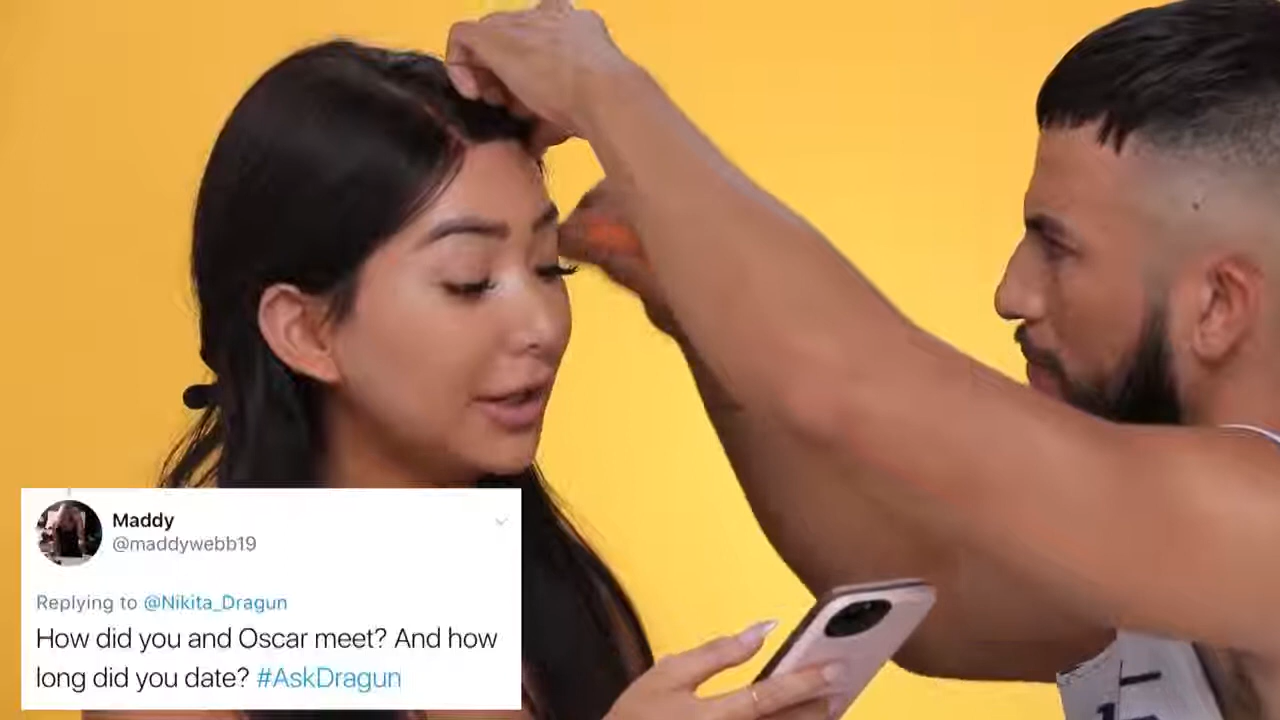 Maddy
@maddywebb19
Replying to @Nikita_Dragun
How did you and Oscar meet? And how
long did you date? #AskDragun